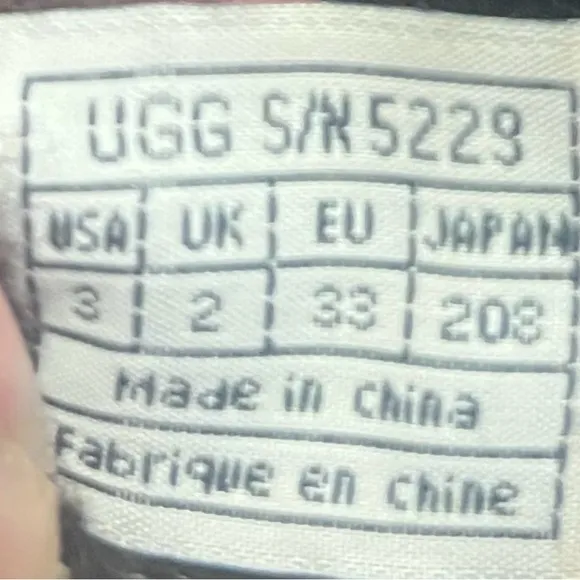 UGG S/N 5229
USA UK EU JAPAN
3 2 33 208
Made in China
Fabrique en chine